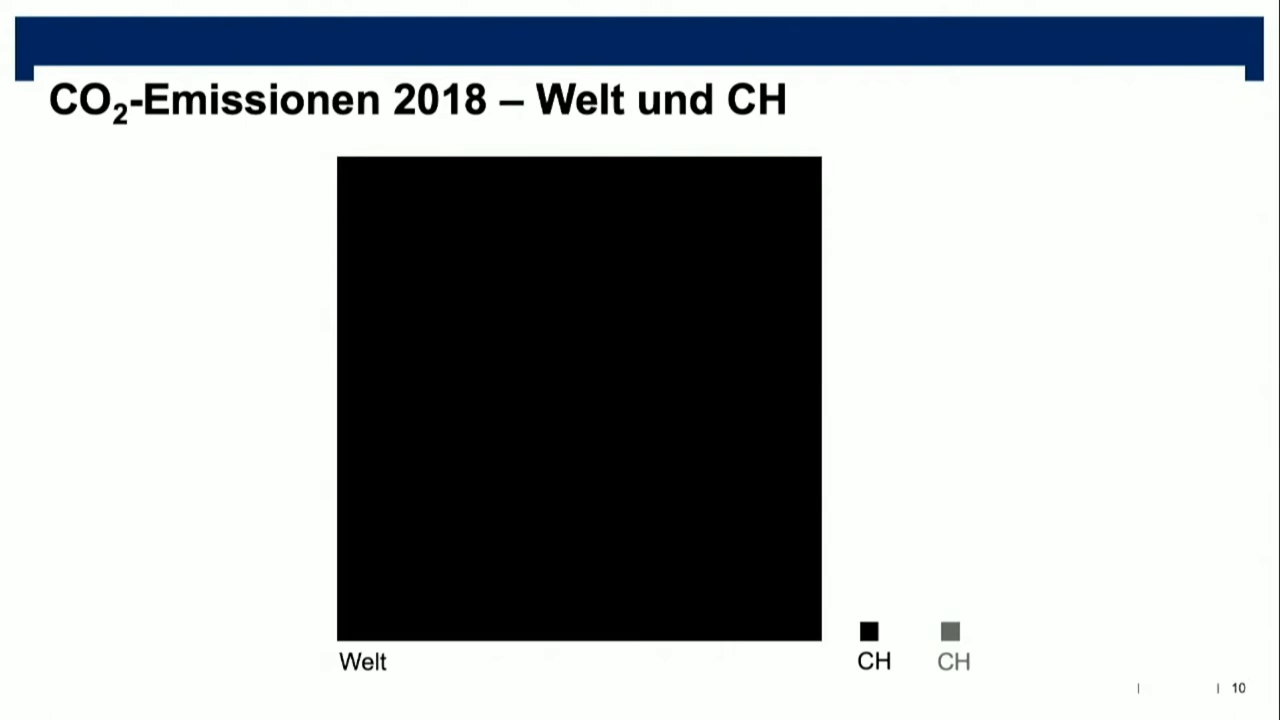 CO₂-Emissionen 2018 – Welt und CH
Welt
CH
CH
10